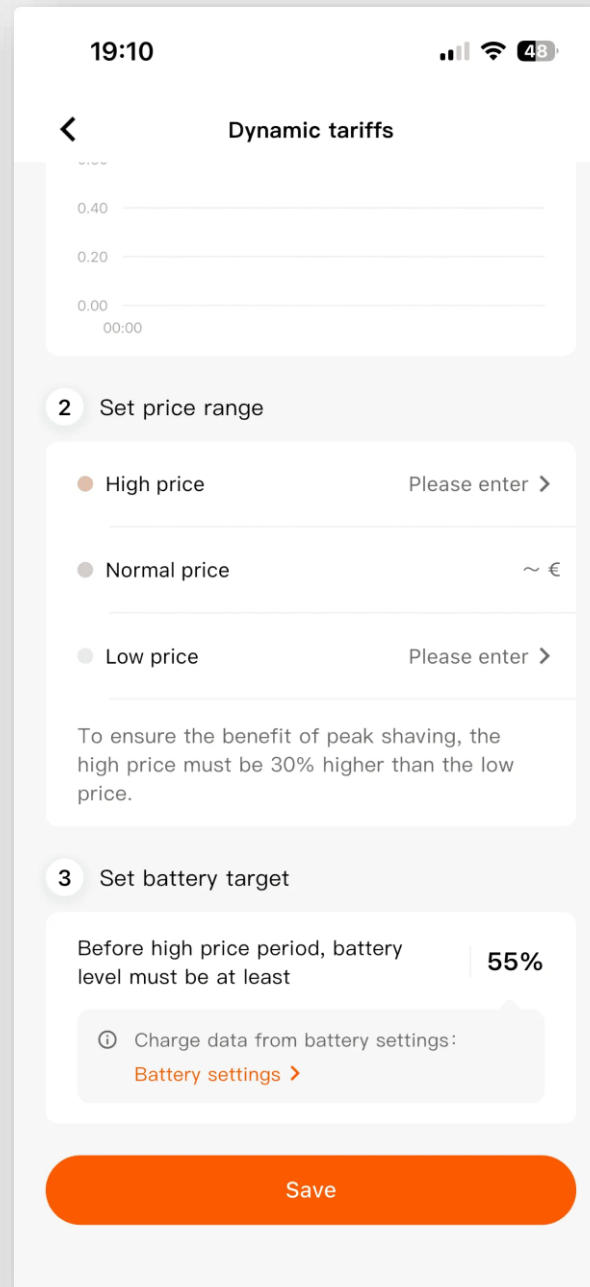 19:10
48
Dynamic tariffs
0.40
0.20
0.00
00:00
2 Set price range
High price Please enter >
Normal price ~ €
Low price Please enter >
To ensure the benefit of peak shaving, the
high price must be 30% higher than the low
price.
3 Set battery target
Before high price period, battery
level must be at least
55%
Charge data from battery settings:
Battery settings >
Save